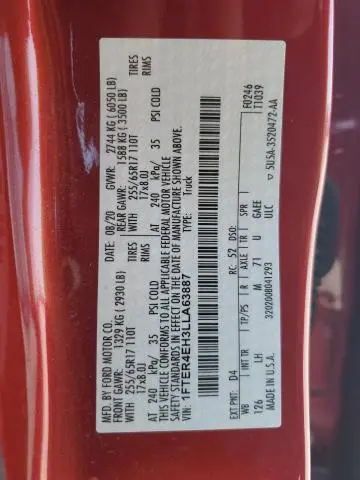 MFD. BY FORD MOTOR CO.
DATE: 08/20 GVWR: 2744 KG ( 6050 LB)
FRONT GAWR: 1329 KG ( 2930 LB) REAR GAWR: 1588 KG ( 3500 LB)
WITH 255/65R17 110T TIRES WITH 255/65R17 110T TIRES
17x8.0J RIMS 17x8.0J RIMS
AT 240 kPa/ 35 PSI COLD AT 240 kPa/ 35 PSI COLD
THIS VEHICLE CONFORMS TO ALL APPLICABLE FEDERAL MOTOR VEHICLE
SAFETY STANDARDS IN EFFECT ON THE DATE OF MANUFACTURE SHOWN ABOVE.
VIN: 1FTER4EH3LLA63887 TYPE: Truck
F0246
T1039
EXT PNT: D4 RC: 52 DSO:
WB INT TR TP/PS R AXLE TR SPR
126 LH M 71 U GAEE
ULC
320200B041293
MADE IN U.S.A. 5U5A-3520472-AA